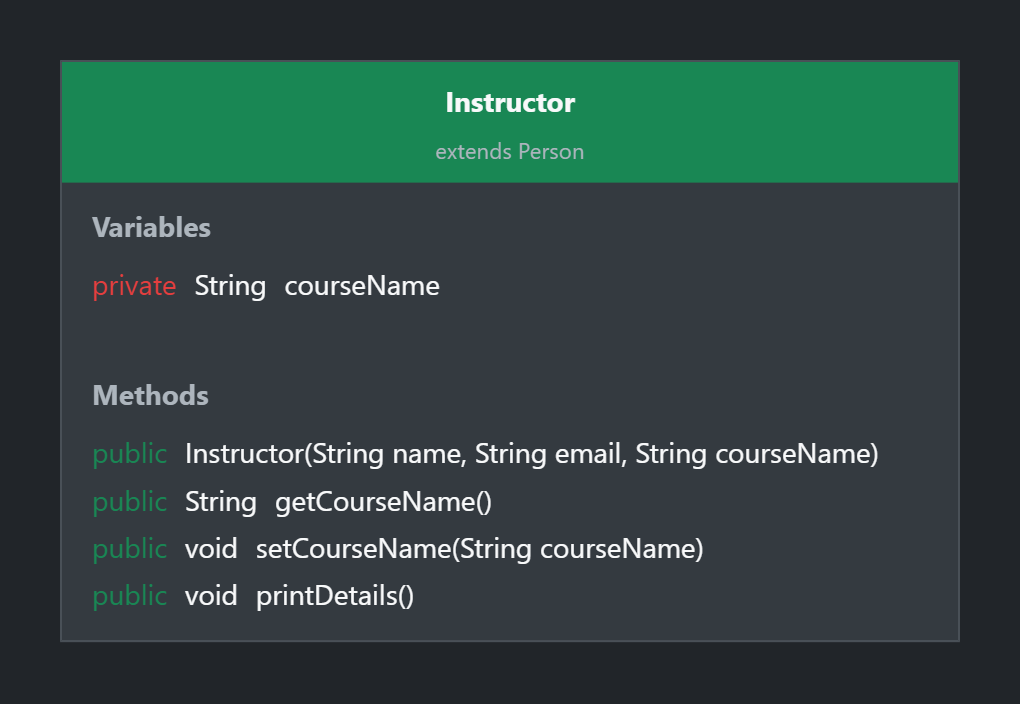 Instructor
extends Person
Variables
private String courseName
Methods
public Instructor(String name, String email, String courseName)
public String getCourseName()
public void setCourseName(String courseName)
public void printDetails()